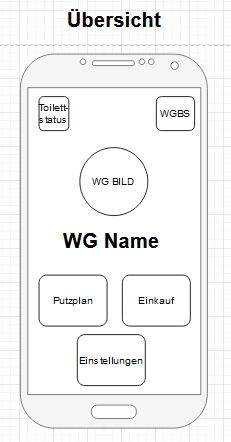 Übersicht
Toilett-
status
WGBS
WG BILD
WG Name
Putzplan
Einkauf
Einstellungen